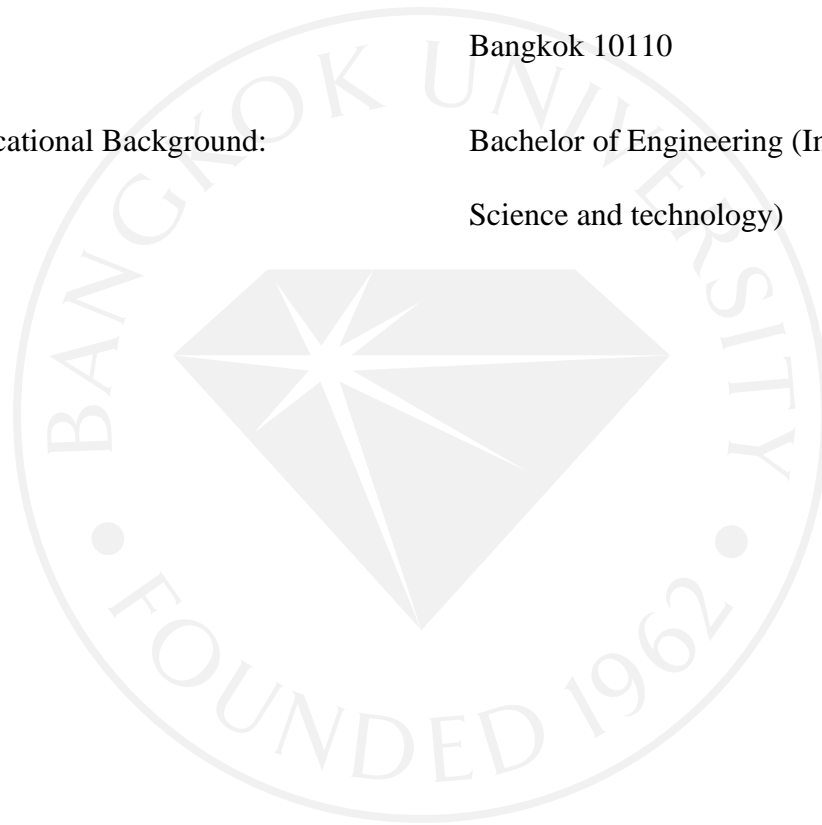 Bangkok 10110
cational Background: Bachelor of Engineering (In
Science and technology)
BANGKOK UNIVERSITY
• FOUNDED 1962 •